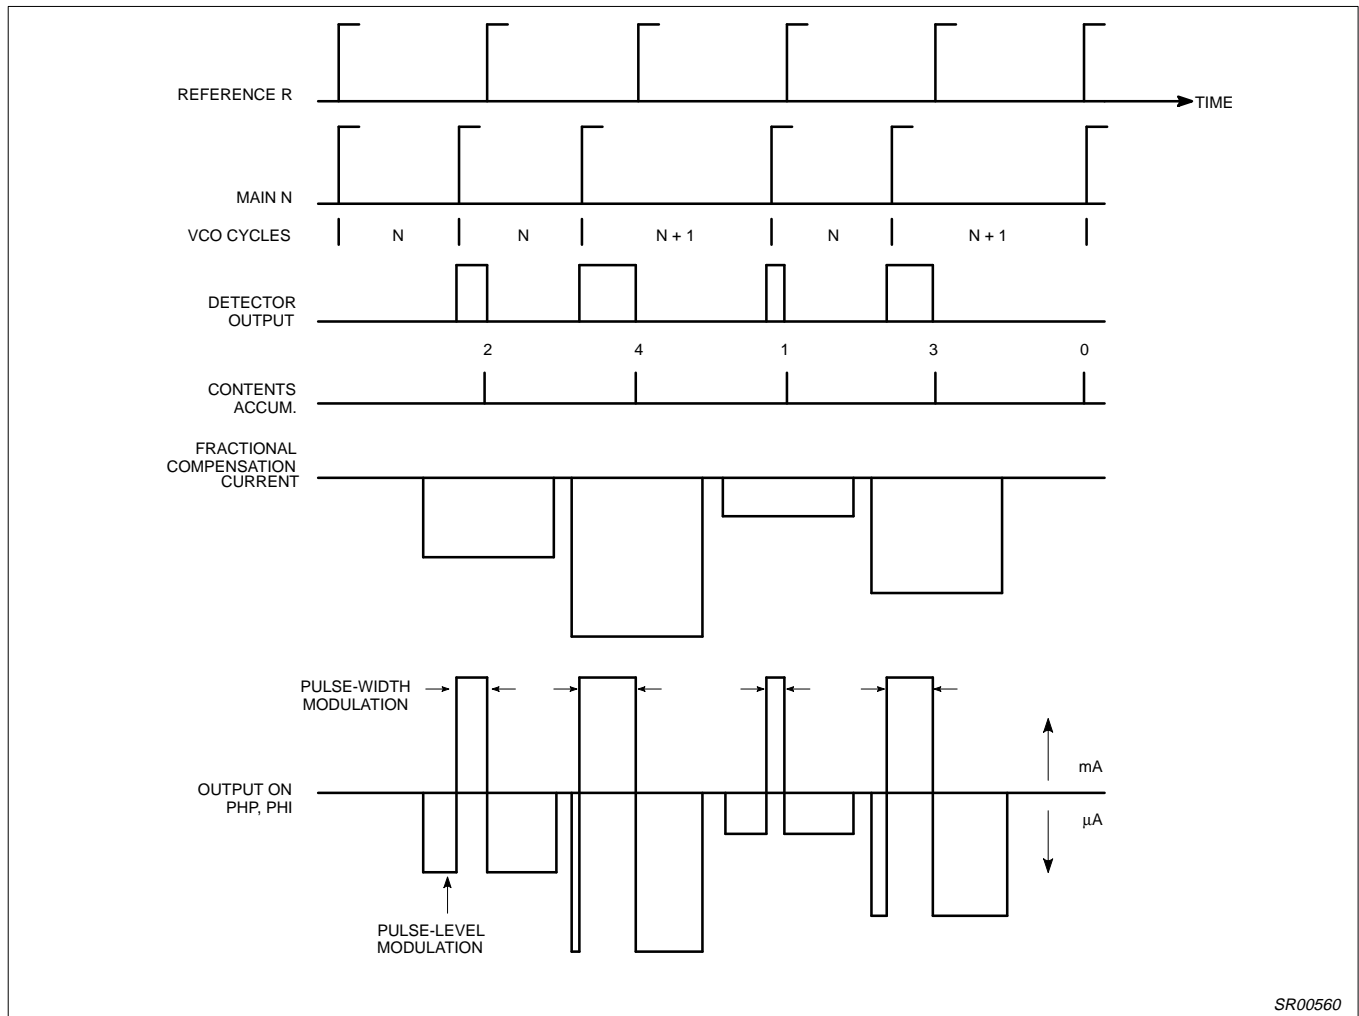 REFERENCE R
TIME
MAIN N
VCO CYCLES
N
N
N + 1
N
N + 1
DETECTOR
OUTPUT
2
4
1
3
0
CONTENTS
ACCUM.
FRACTIONAL
COMPENSATION
CURRENT
PULSE-WIDTH
MODULATION
mA
OUTPUT ON
PHP, PHI
µA
PULSE-LEVEL
MODULATION
SR00560